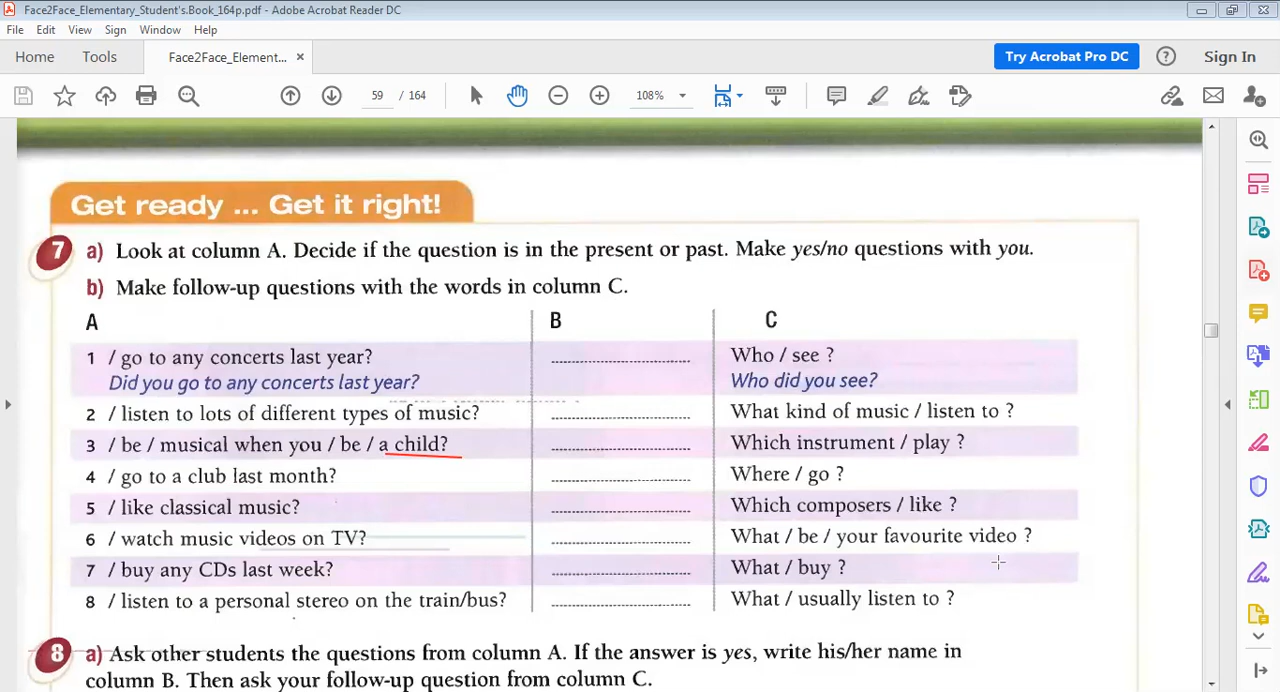 Face2Face_Elementary_Student's.Book_164p.pdf - Adobe Acrobat Reader DC
File Edit View Sign Window Help
Home Tools Face2Face_Element... × Try Acrobat Pro DC ? Sign In
59 / 164 108%
Get ready ... Get it right!
7 a) Look at column A. Decide if the question is in the present or past. Make yes/no questions with you.
b) Make follow-up questions with the words in column C.
A B C
1 / go to any concerts last year? Who / see ?
Did you go to any concerts last year? Who did you see?
2 / listen to lots of different types of music? What kind of music / listen to ?
3 / be / musical when you / be / a child? Which instrument / play ?
4 / go to a club last month? Where / go ?
5 / like classical music? Which composers / like ?
6 / watch music videos on TV? What / be / your favourite video ?
7 / buy any CDs last week? What / buy ?
8 / listen to a personal stereo on the train/bus? What / usually listen to ?
8 a) Ask other students the questions from column A. If the answer is yes, write his/her name in
column B. Then ask your follow-up question from column C.